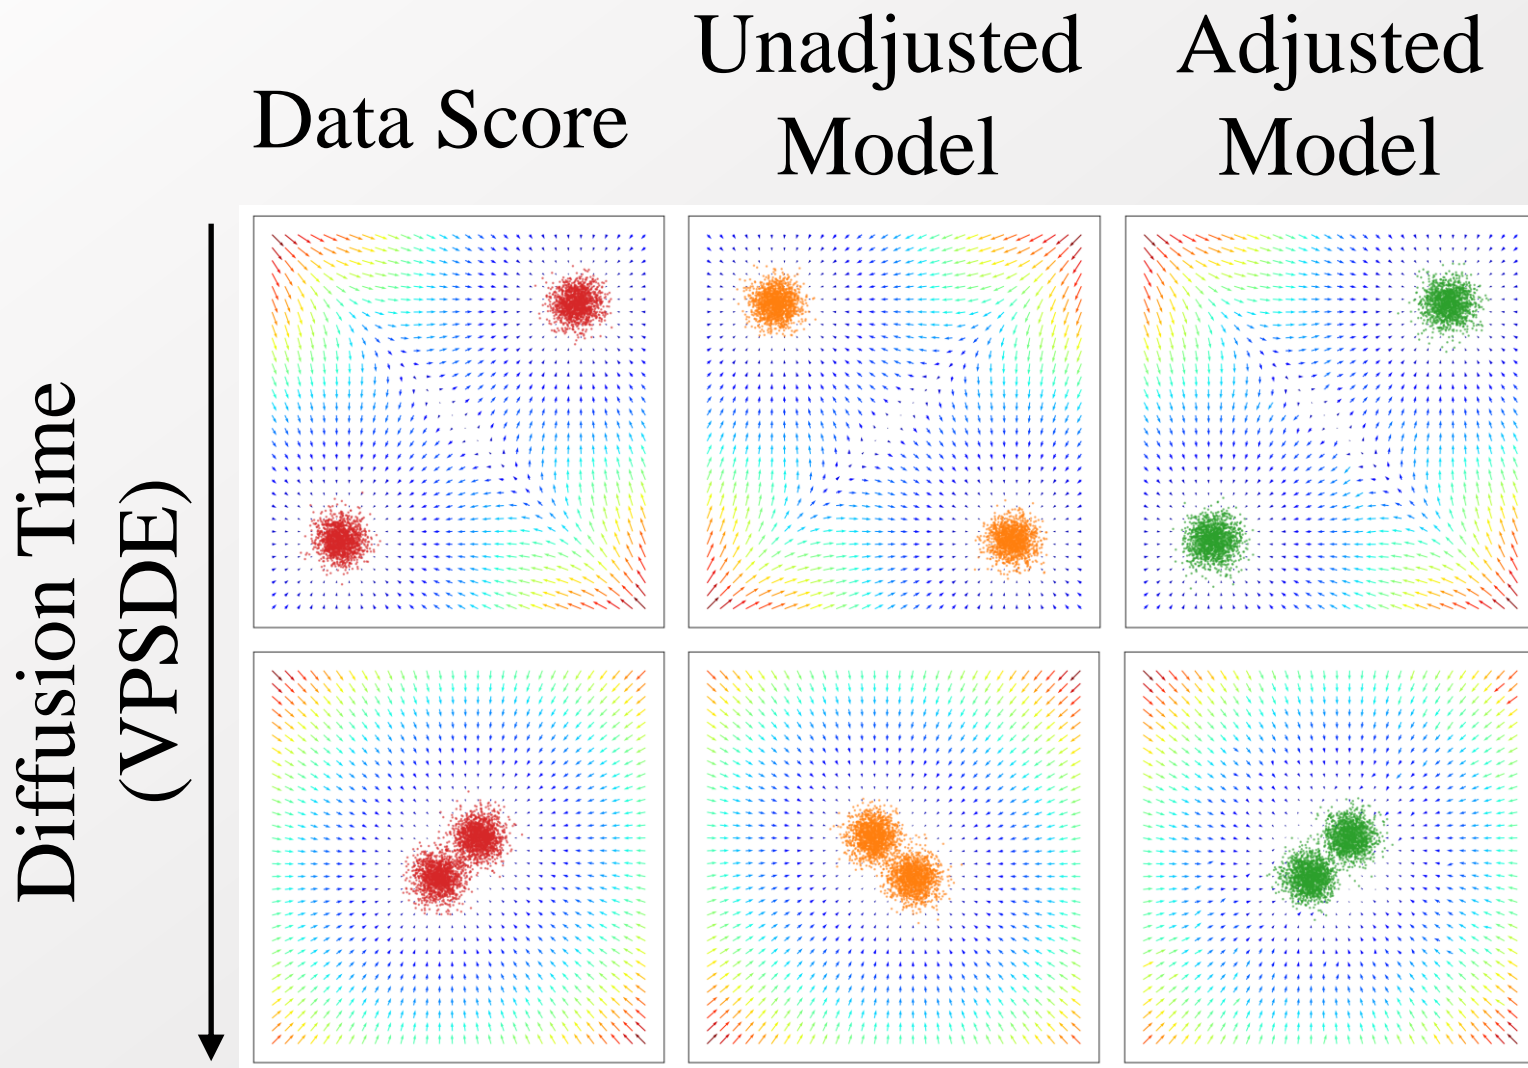 Data Score
Unadjusted
Model
Adjusted
Model
Diffusion Time
(VPSDE)